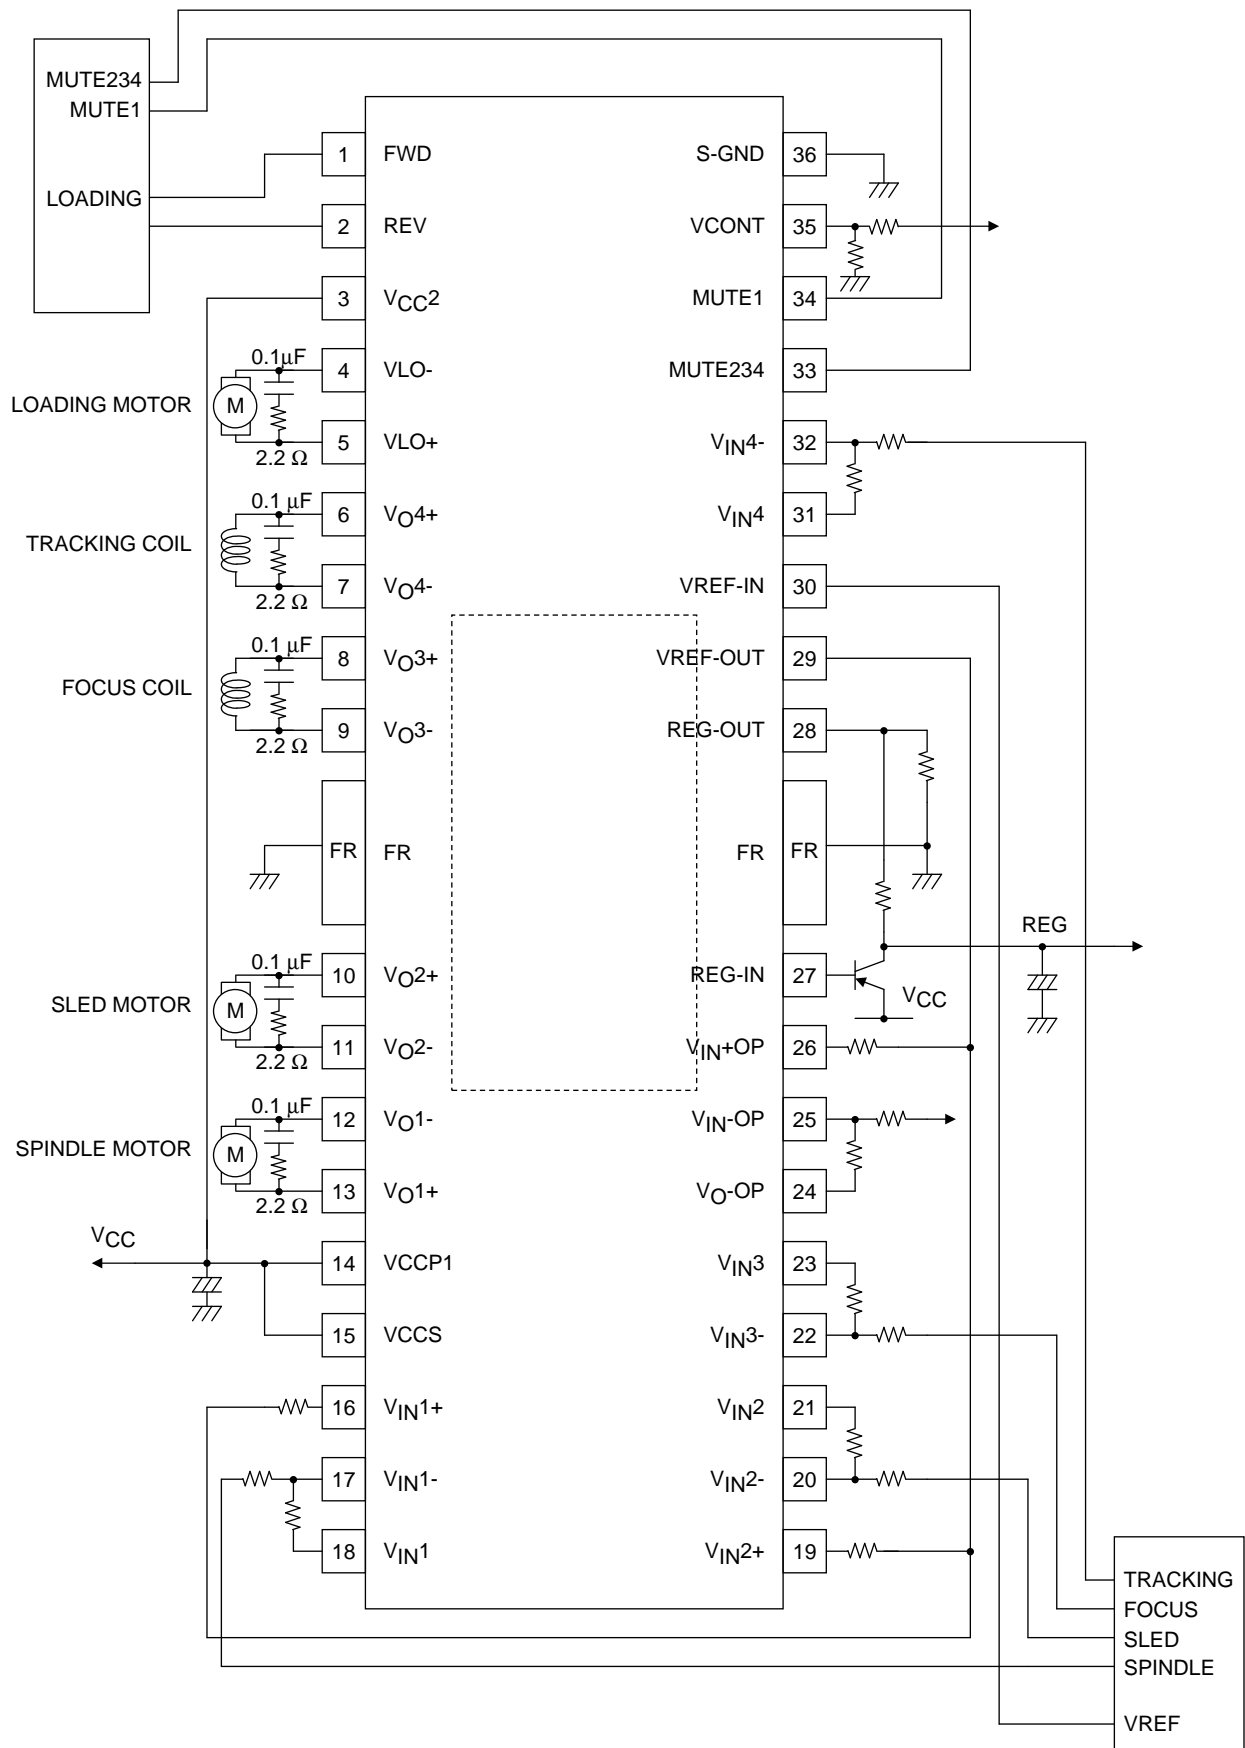 MUTE234
MUTE1
LOADING
1 FWD
S-GND 36
2 REV
VCONT 35
3 VCC2
MUTE1 34
0.1μF
4 VLO-
MUTE234 33
LOADING MOTOR
M
5 VLO+
VIN4- 32
2.2 Ω
0.1 μF
6 VO4+
VIN4 31
TRACKING COIL
7 VO4-
VREF-IN 30
2.2 Ω
0.1 μF
8 VO3+
VREF-OUT 29
FOCUS COIL
9 VO3-
REG-OUT 28
2.2 Ω
FR FR
FR FR
REG
0.1 μF
10 VO2+
REG-IN 27
VCC
SLED MOTOR
M
11 VO2-
VIN+OP 26
2.2 Ω
0.1 μF
12 VO1-
VIN-OP 25
SPINDLE MOTOR
M
13 VO1+
VO-OP 24
2.2 Ω
VCC
14 VCCP1
VIN3 23
15 VCCS
VIN3- 22
16 VIN1+
VIN2 21
17 VIN1-
VIN2- 20
18 VIN1
VIN2+ 19
TRACKING
FOCUS
SLED
SPINDLE
VREF